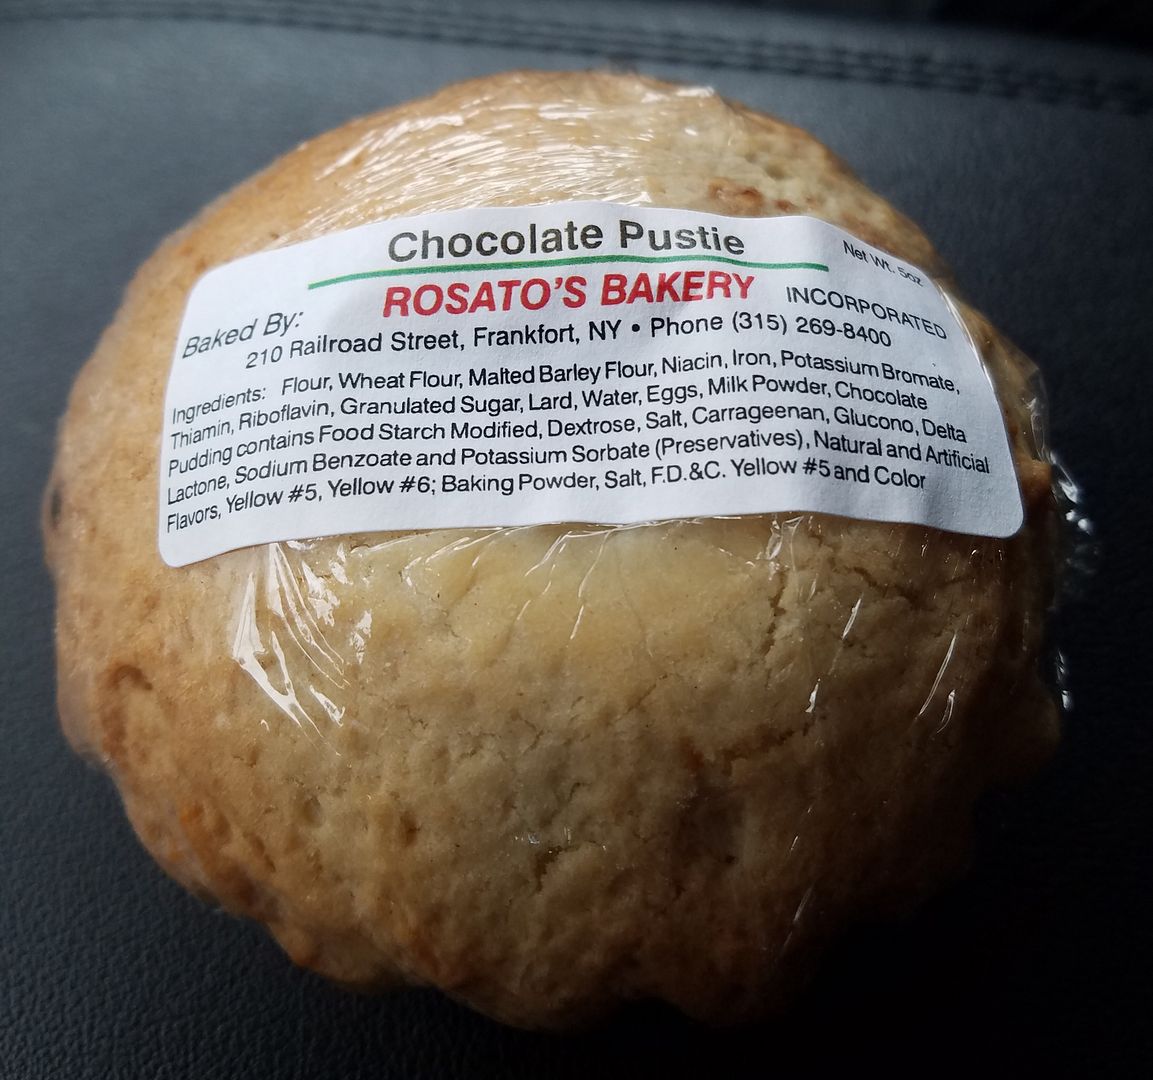 Chocolate Pustie
Net Wt. 5oz
Baked By:
ROSATO'S BAKERY INCORPORATED
210 Railroad Street, Frankfort, NY • Phone (315) 269-8400
Ingredients: Flour, Wheat Flour, Malted Barley Flour, Niacin, Iron, Potassium Bromate,
Thiamin, Riboflavin, Granulated Sugar, Lard, Water, Eggs, Milk Powder, Chocolate
Pudding contains Food Starch Modified, Dextrose, Salt, Carrageenan, Glucono, Delta
Lactone, Sodium Benzoate and Potassium Sorbate (Preservatives), Natural and Artificial
Flavors, Yellow #5, Yellow #6; Baking Powder, Salt, F.D.&C. Yellow #5 and Color